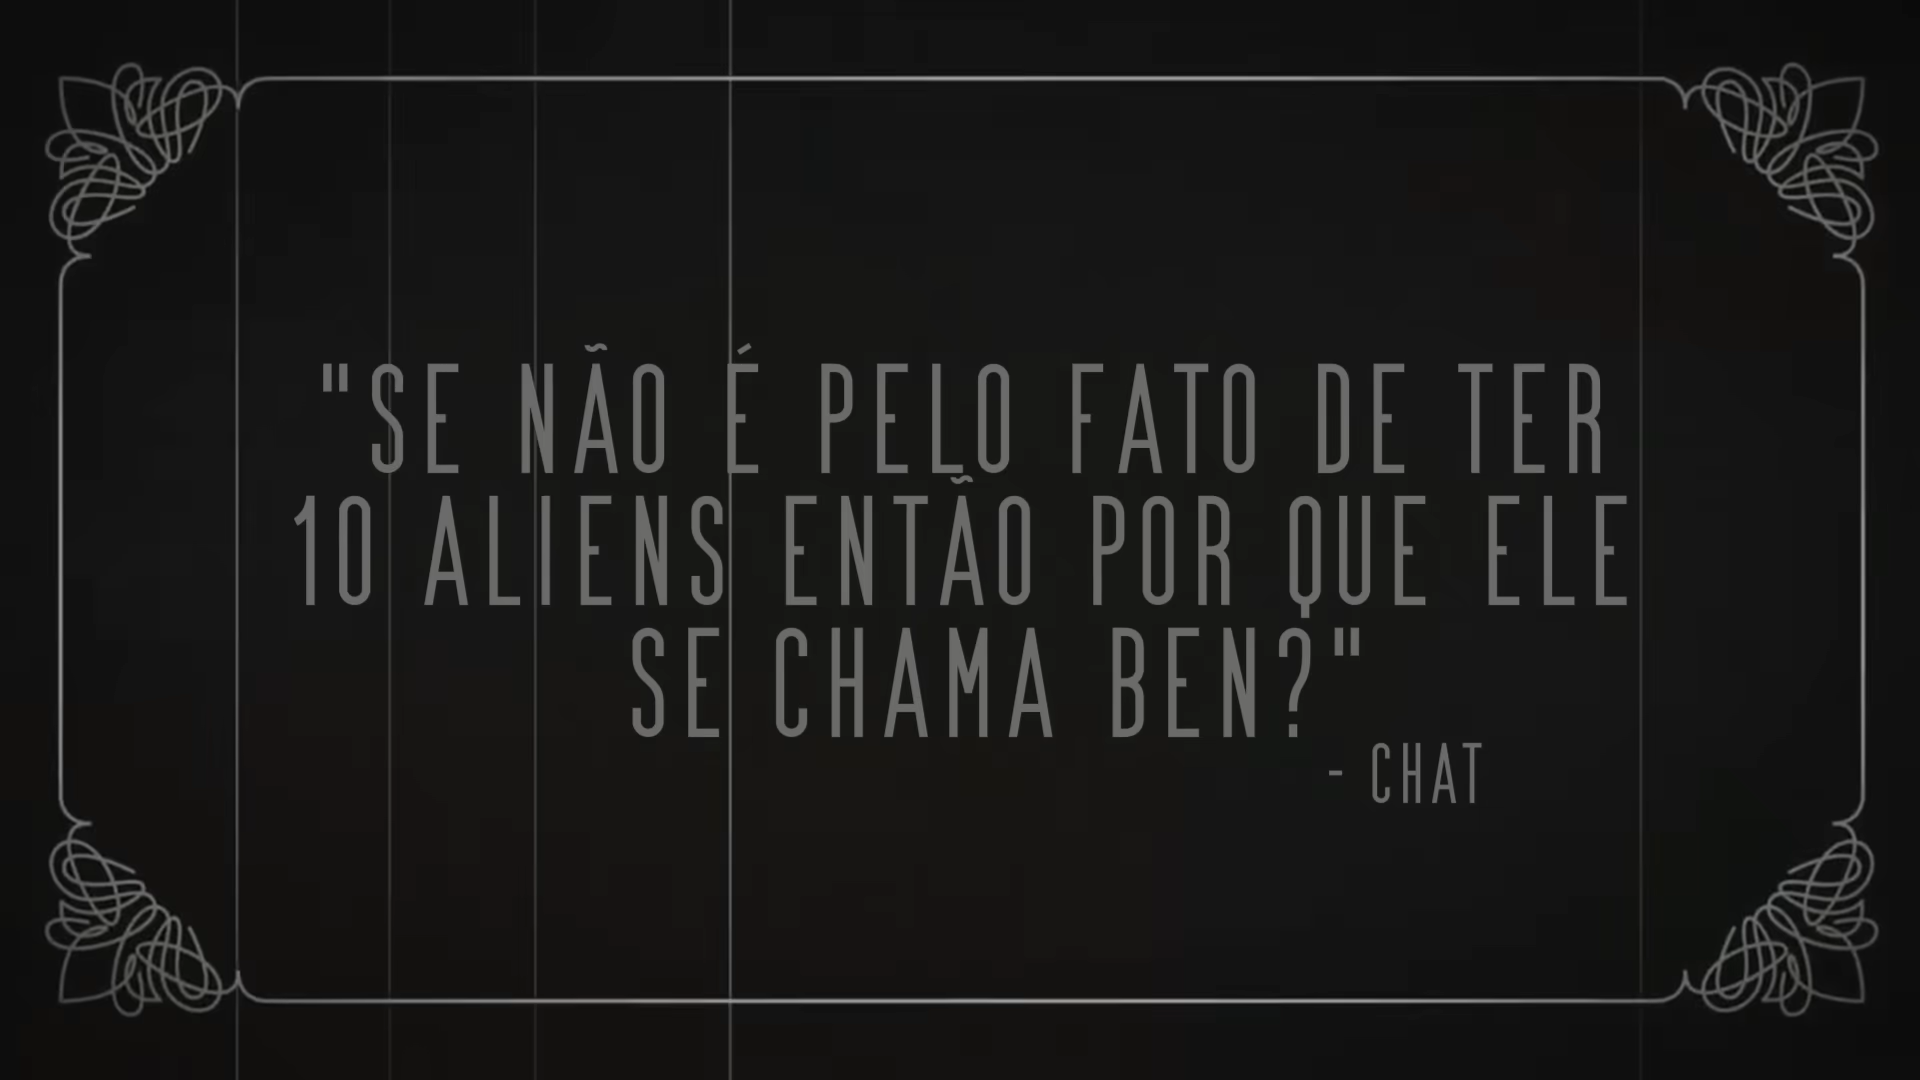 "SE NÃO É PELO FATO DE TER
10 ALIENS ENTÃO POR QUE ELE
SE CHAMA BEN?"
- CHAT